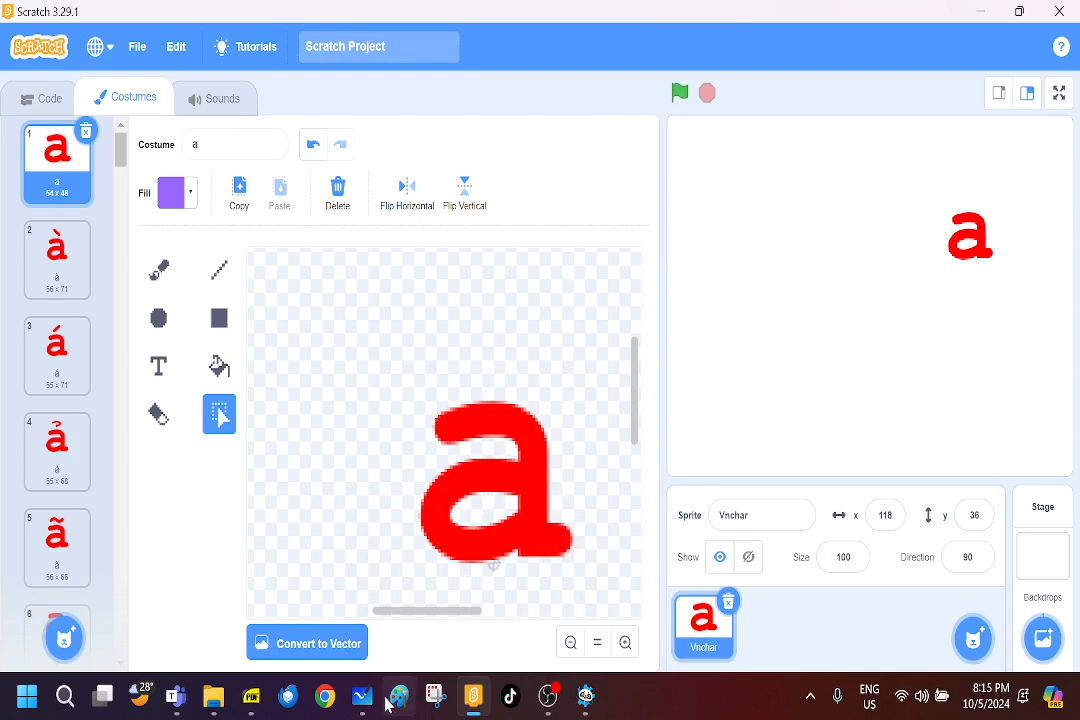 Scratch 3.29.1
SCRATCH
File
Edit
Tutorials
Scratch Project
?
Code
Costumes
Sounds
1
a
a
54 x 48
2
à
à
56 x 71
3
á
á
55 x 71
4
ả
55 x 68
5
ã
56 x 66
6
Costume
a
Fill
Copy
Paste
Delete
Flip Horizontal
Flip Vertical
T
a
Convert to Vector
a
Sprite
Vnchar
x
118
y
36
Show
Size
100
Direction
90
a
Vnchar
Stage
Backdrops
28°
PDF
ENG
US
8:15 PM
10/5/2024
PRE